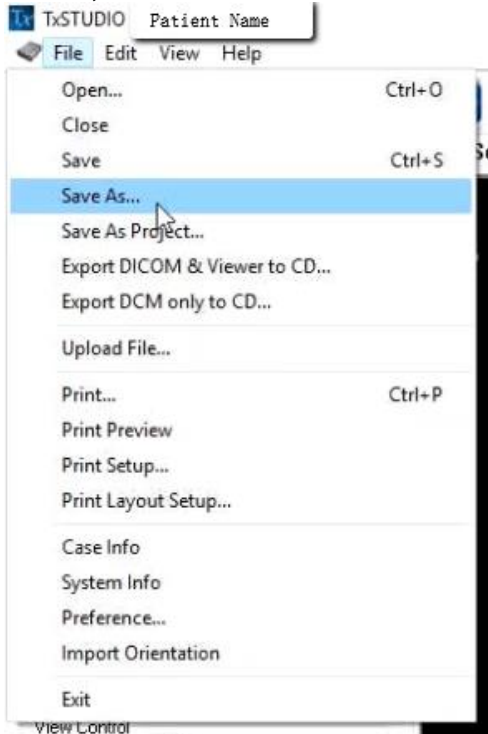 Tx TxSTUDIO Patient Name
File Edit View Help
Open... Ctrl+O
Close
Save Ctrl+S
Save As...
Save As Project...
Export DICOM & Viewer to CD...
Export DCM only to CD...
Upload File...
Print... Ctrl+P
Print Preview
Print Setup...
Print Layout Setup...
Case Info
System Info
Preference...
Import Orientation
Exit
View Control